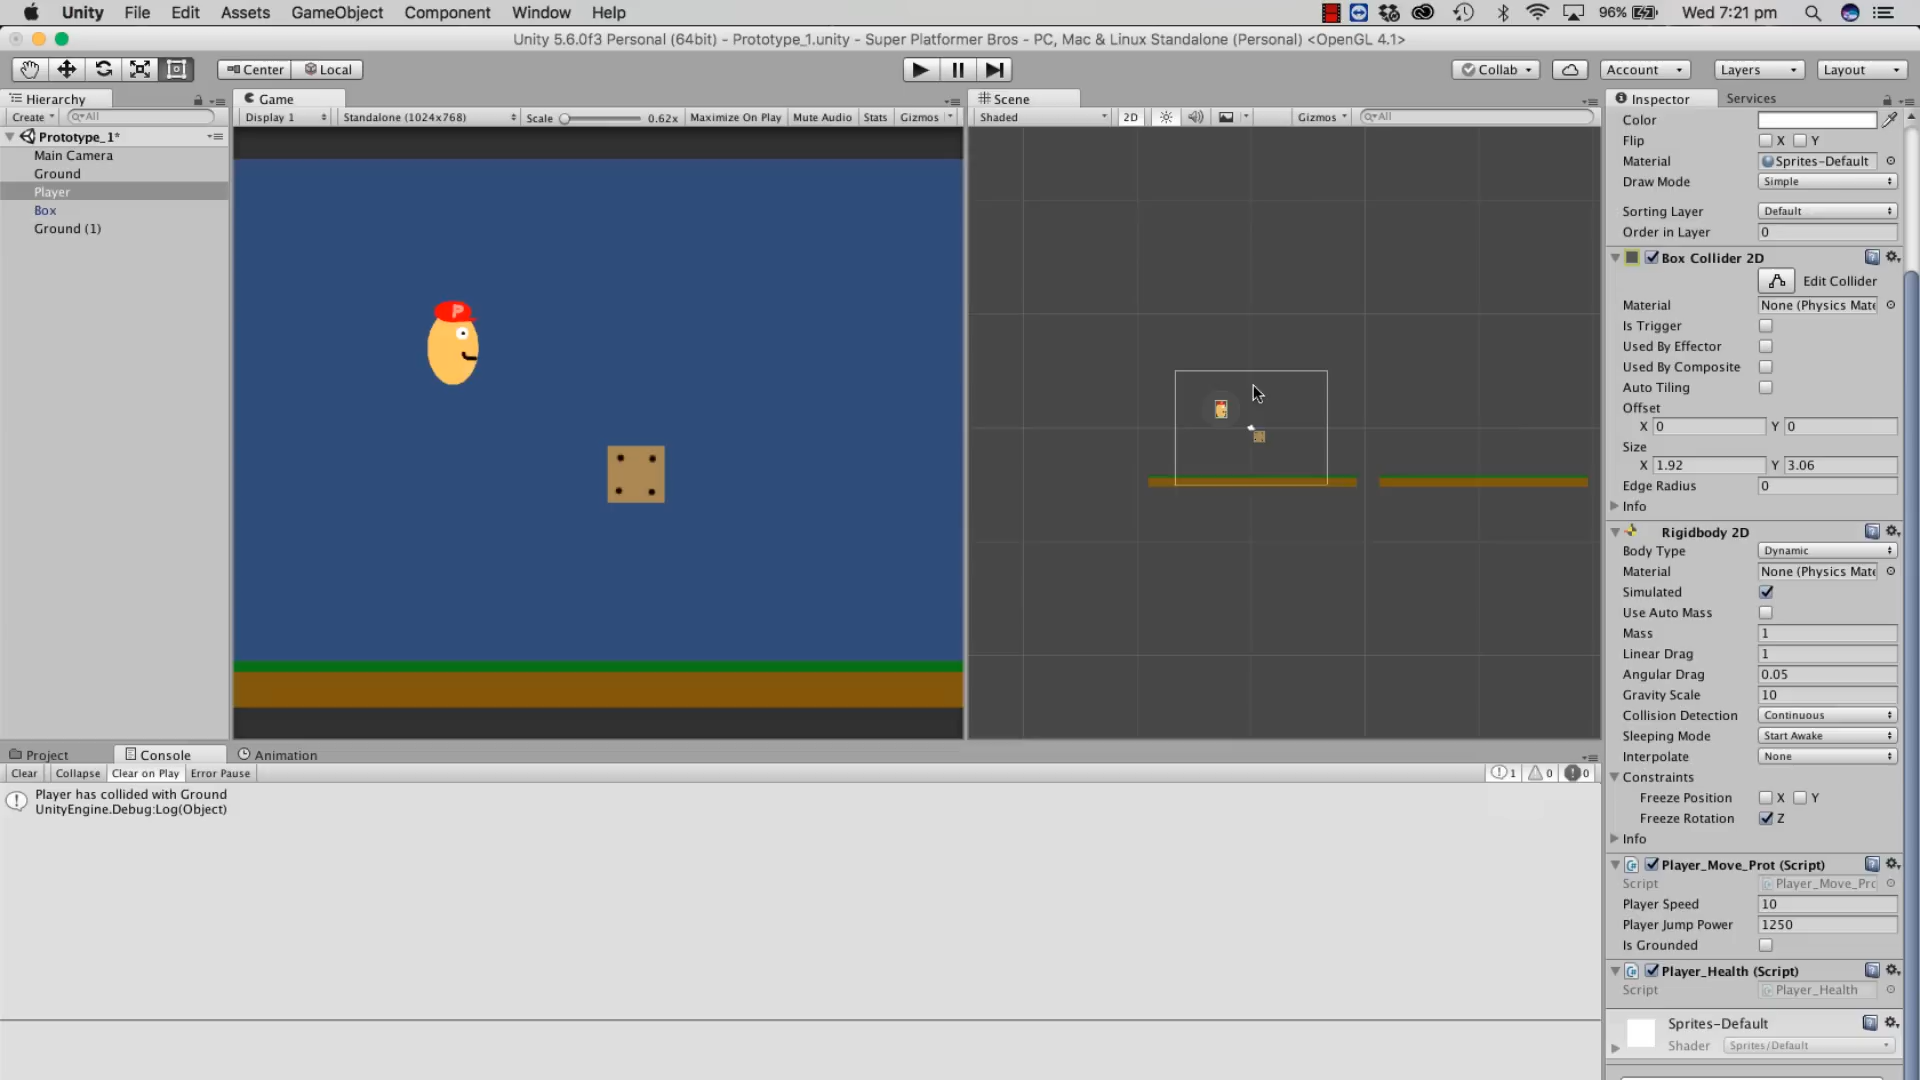 Unity File Edit Assets GameObject Component Window Help 96% Wed 7:21 pm
Unity 5.6.0f3 Personal (64bit) - Prototype_1.unity - Super Platformer Bros - PC, Mac & Linux Standalone (Personal) <OpenGL 4.1>
Center Local Collab Account Layers Layout
Hierarchy
Create All
Prototype_1*
Main Camera
Ground
Player
Box
Ground (1)
Game
Display 1 Standalone (1024x768) Scale 0.62x Maximize On Play Mute Audio Stats Gizmos
P
Scene
Shaded 2D Gizmos All
Inspector Services
Color
Flip X Y
Material Sprites-Default
Draw Mode Simple
Sorting Layer Default
Order in Layer 0
Box Collider 2D
Edit Collider
Material None (Physics Mate
Is Trigger
Used By Effector
Used By Composite
Auto Tiling
Offset
X 0 Y 0
Size
X 1.92 Y 3.06
Edge Radius 0
Info
Rigidbody 2D
Body Type Dynamic
Material None (Physics Mate
Simulated
Use Auto Mass
Mass 1
Linear Drag 1
Angular Drag 0.05
Gravity Scale 10
Collision Detection Continuous
Sleeping Mode Start Awake
Interpolate None
Constraints
Freeze Position X Y
Freeze Rotation Z
Info
Player_Move_Prot (Script)
Script Player_Move_Prc
Player Speed 10
Player Jump Power 1250
Is Grounded
Player_Health (Script)
Script Player_Health
Sprites-Default
Shader Sprites/Default
Project Console Animation
Clear Collapse Clear on Play Error Pause 1 0 0
Player has collided with Ground
UnityEngine.Debug:Log(Object)